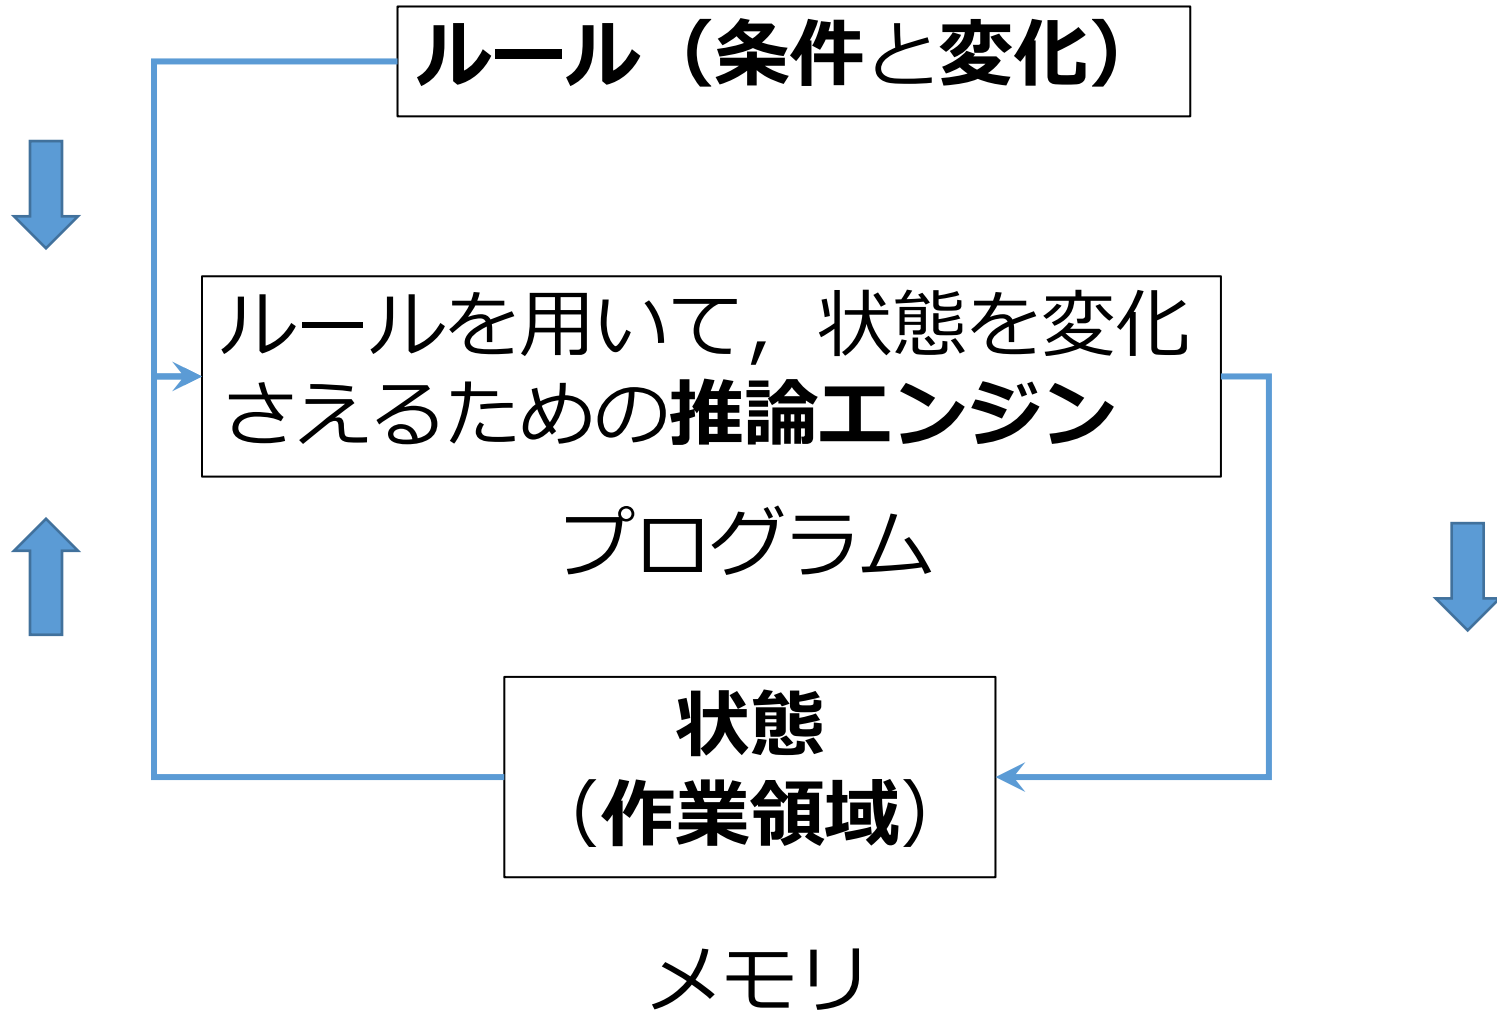 ルール（条件と変化）
ルールを用いて，状態を変化
さえるための推論エンジン
プログラム
状態
（作業領域）
メモリ